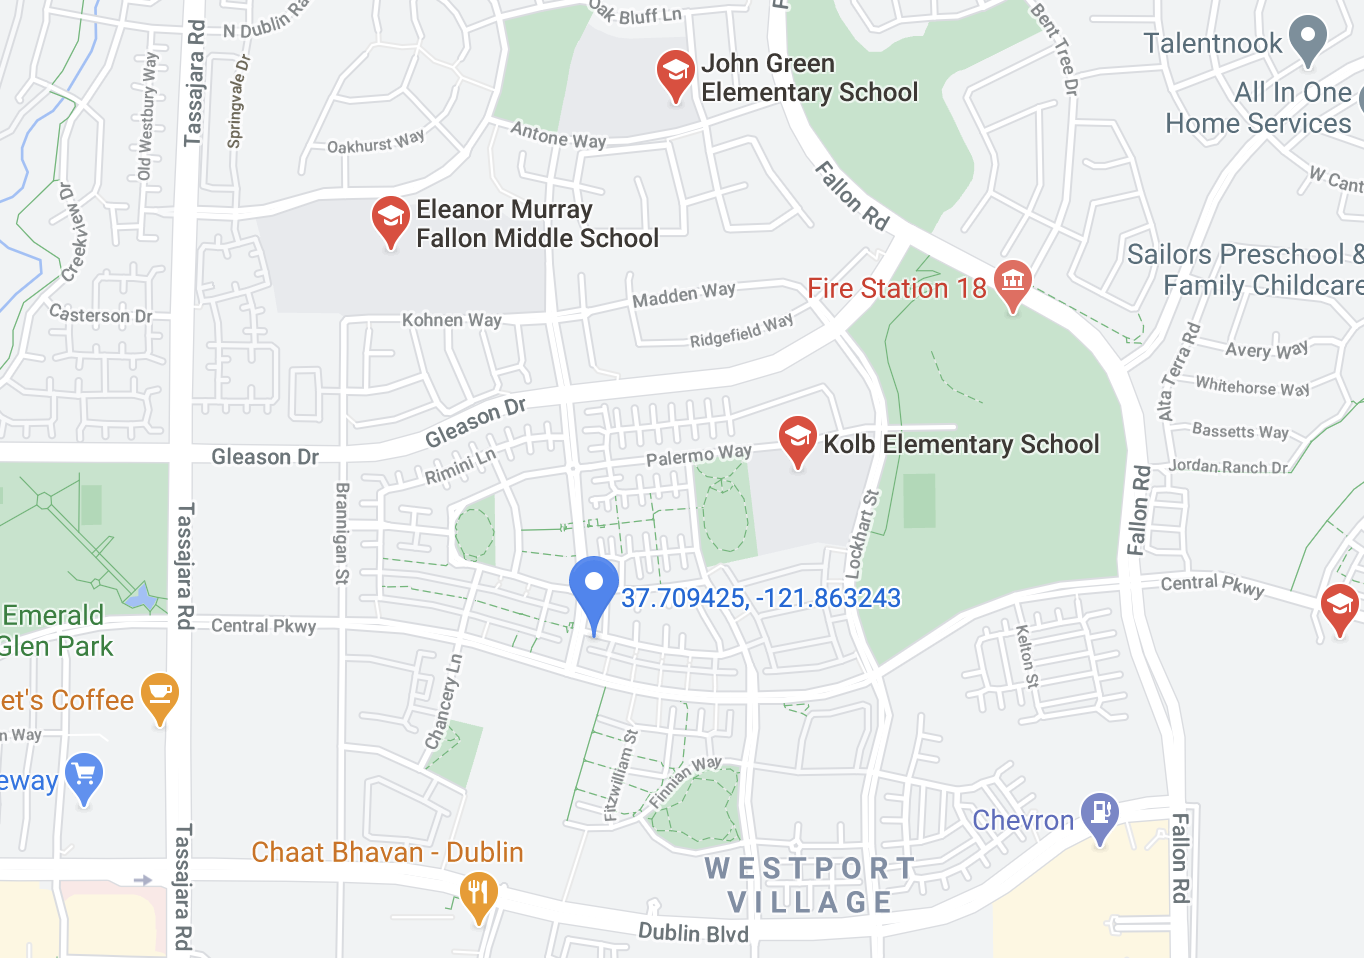 Oak Bluff Ln
N Dublin Ra
Tassajara Rd
Springvale Dr
Old Westbury Way
Bent Tree Dr
Talentnook
John Green
Elementary School
All In One
Home Services
Antone Way
Oakhurst Way
W Cant
Fallon Rd
Creekview Dr
Eleanor Murray
Fallon Middle School
Sailors Preschool &
Family Childcare
Fire Station 18
Madden Way
Casterson Dr
Kohnen Way
Ridgefield Way
Avery Way
Alta Terra Rd
Whitehorse Way
Gleason Dr
Bassetts Way
Kolb Elementary School
Gleason Dr
Palermo Way
Rimini Ln
Jordan Ranch Dr
Brannigan St
Fallon Rd
Lockhart St
Tassajara Rd
Central Pkwy
37.709425, -121.863243
Emerald
Glen Park
Central Pkwy
Kelton St
et's Coffee
Chancery Ln
n Way
Fitzwilliam St
Finnian Way
eway
Chevron
Chaat Bhavan - Dublin
WESTPORT
VILLAGE
Tassajara Rd
Fallon Rd
Dublin Blvd